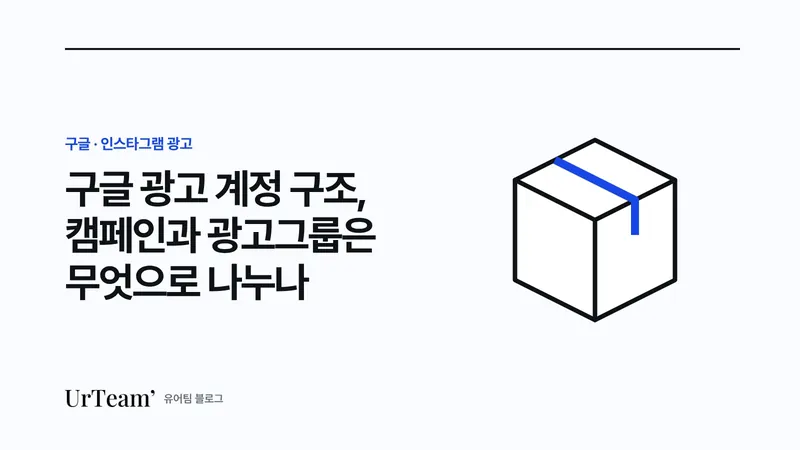 구글 · 인스타그램 광고
구글 광고 계정 구조,
캠페인과 광고그룹은
무엇으로 나누나
UrTeam’ 유어팀 블로그